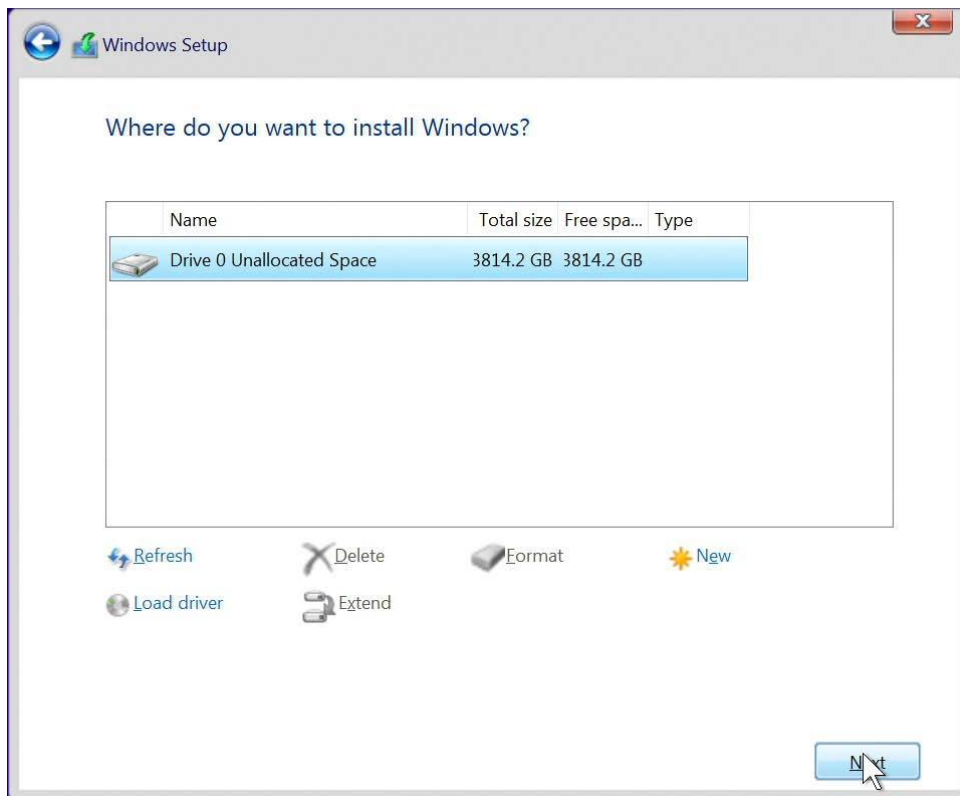 Windows Setup
Where do you want to install Windows?
Name Total size Free spa... Type
Drive 0 Unallocated Space 3814.2 GB 3814.2 GB
Refresh Delete Format New
Load driver Extend
Next